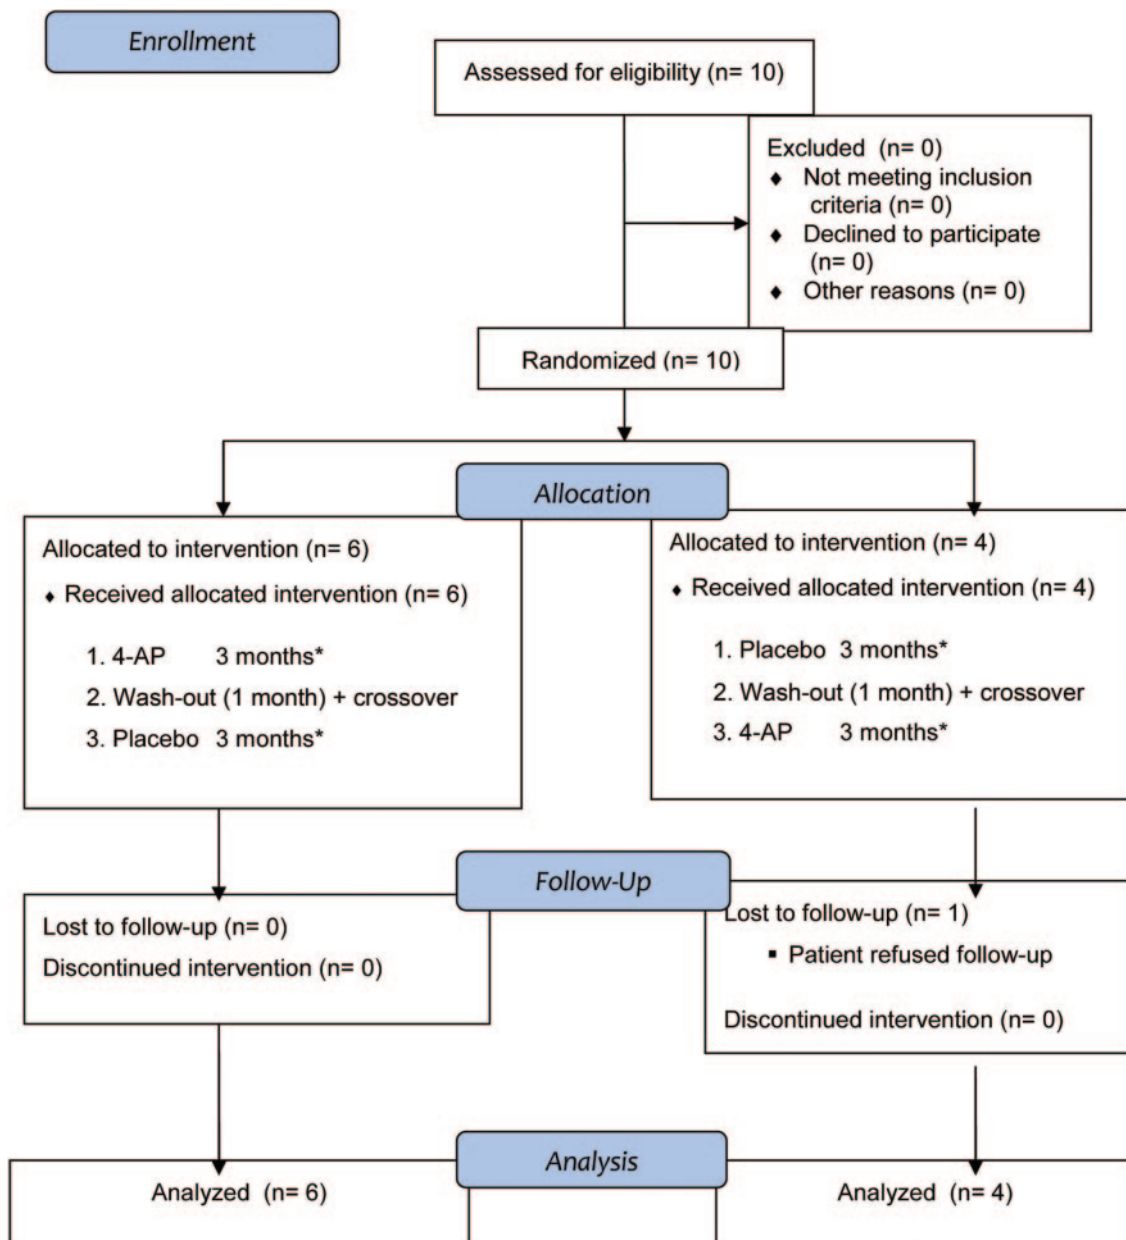 Enrollment
Assessed for eligibility (n= 10)
Excluded (n= 0)
♦ Not meeting inclusion
criteria (n= 0)
♦ Declined to participate
(n= 0)
♦ Other reasons (n= 0)
Randomized (n= 10)
Allocation
Allocated to intervention (n= 6)
♦ Received allocated intervention (n= 6)
1. 4-AP 3 months*
2. Wash-out (1 month) + crossover
3. Placebo 3 months*
Allocated to intervention (n= 4)
♦ Received allocated intervention (n= 4)
1. Placebo 3 months*
2. Wash-out (1 month) + crossover
3. 4-AP 3 months*
Follow-Up
Lost to follow-up (n= 0)
Discontinued intervention (n= 0)
Lost to follow-up (n= 1)
▪ Patient refused follow-up
Discontinued intervention (n= 0)
Analysis
Analyzed (n= 6)
Analyzed (n= 4)